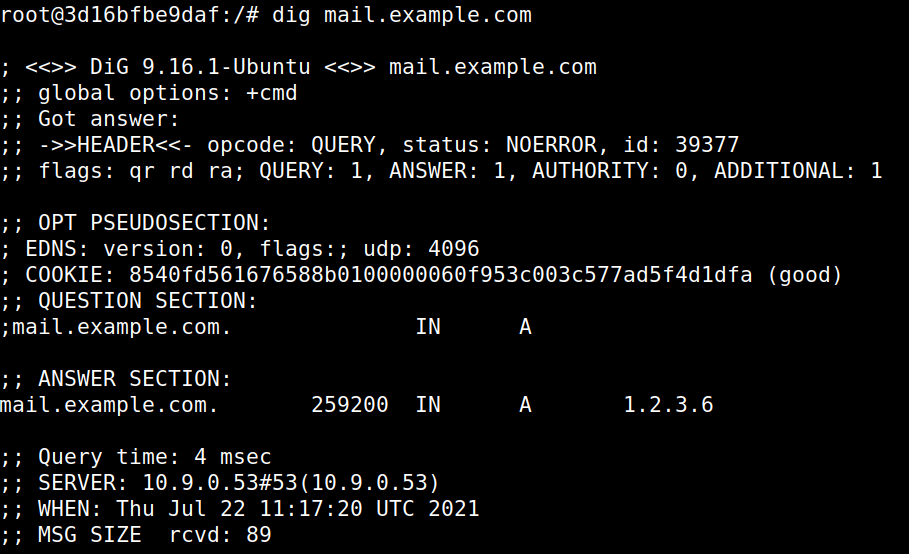 root@3d16bfbe9daf:/# dig mail.example.com
; <<>> DiG 9.16.1-Ubuntu <<>> mail.example.com
;; global options: +cmd
;; Got answer:
;; ->>HEADER<<- opcode: QUERY, status: NOERROR, id: 39377
;; flags: qr rd ra; QUERY: 1, ANSWER: 1, AUTHORITY: 0, ADDITIONAL: 1
;; OPT PSEUDOSECTION:
; EDNS: version: 0, flags:; udp: 4096
; COOKIE: 8540fd561676588b0100000060f953c003c577ad5f4d1dfa (good)
;; QUESTION SECTION:
;mail.example.com. IN A
;; ANSWER SECTION:
mail.example.com. 259200 IN A 1.2.3.6
;; Query time: 4 msec
;; SERVER: 10.9.0.53#53(10.9.0.53)
;; WHEN: Thu Jul 22 11:17:20 UTC 2021
;; MSG SIZE  rcvd: 89